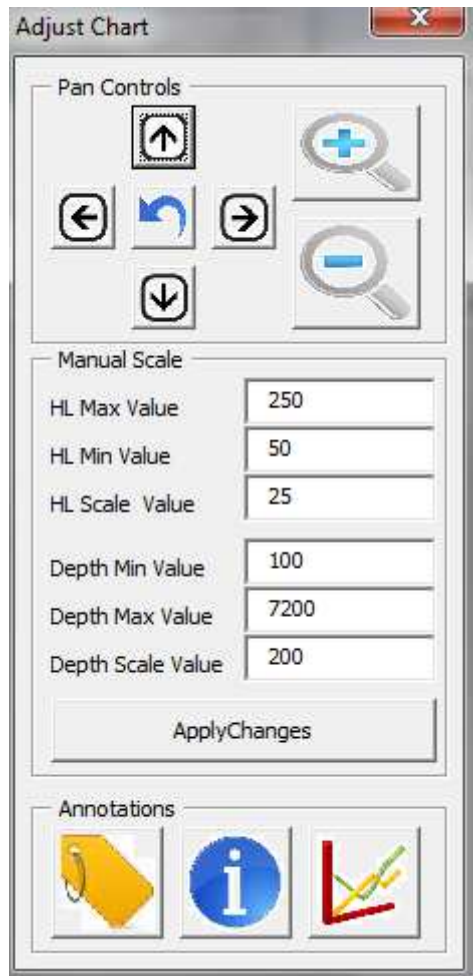 Adjust Chart
Pan Controls
Manual Scale
HL Max Value 250
HL Min Value 50
HL Scale Value 25
Depth Min Value 100
Depth Max Value 7200
Depth Scale Value 200
ApplyChanges
Annotations